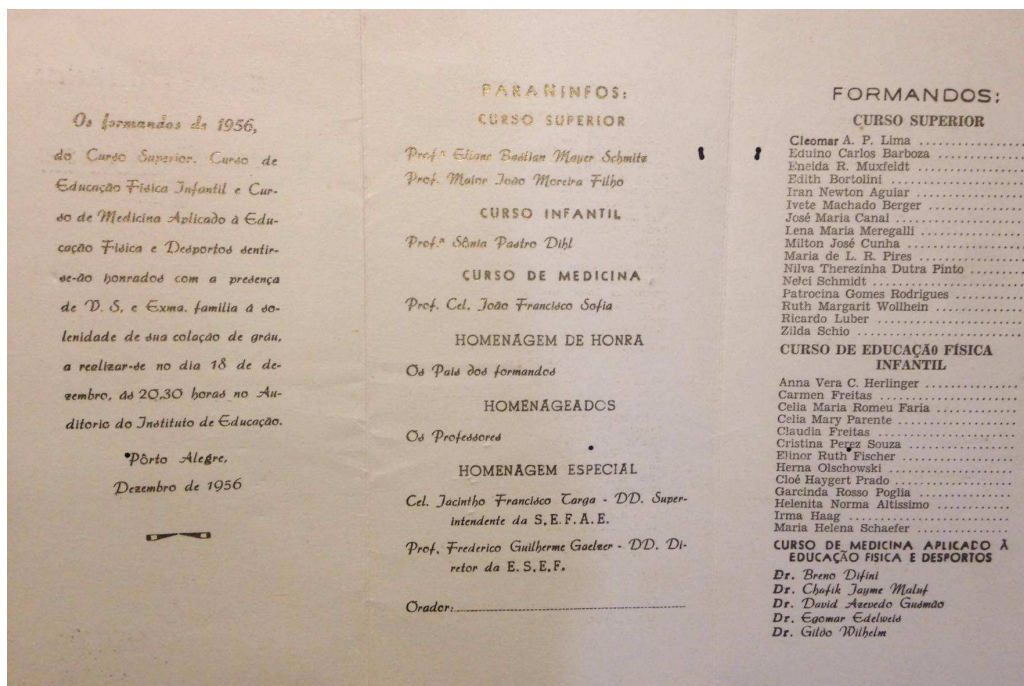 Os formandos de 1956,
do Curso Superior. Curso de
Educação Física Infantil e Cur-
so de Medicina Aplicado à Edu-
cação Física e Desportos sentir-
se-ão honrados com a presença
de V. S. e Exma. familia á so-
lenidade de sua colação de gráu,
a realizar-se no dia 18 de de-
zembro, ás 20,30 horas no Au-
ditorio do Instituto de Educação.
Pôrto Alegre,
Dezembro de 1956
PARANINFOS:
CURSO SUPERIOR
Prof.ª Eliane Bastian Mayer Schmitz
Prof. Maior João Moreira Filho
CURSO INFANTIL
Prof.ª Sônia Pastro Dihl
CURSO DE MEDICINA
Prof. Cel. João Francisco Sofia
HOMENAGEM DE HONRA
Os Pais dos formandos
HOMENAGEADOS
Os Professores
HOMENAGEM ESPECIAL
Cel. Jacintho Francisco Targa - DD. Super-
intendente da S.E.F.A.E.
Prof. Frederico Guilherme Gaelzer - DD. Di-
retor da E.S.E.F.
Orador:
FORMANDOS:
CURSO SUPERIOR
Cleomar A. P. Lima
Eduino Carlos Barboza
Eneida R. Muxfeldt
Edith Bortolini
Iran Newton Aguiar
Ivete Machado Berger
José Maria Canal
Lena Maria Meregalli
Milton José Cunha
Maria de L. R. Pires
Nilva Therezinha Dutra Pinto
Nelci Schmidt
Patrocina Gomes Rodrigues
Ruth Margarit Wollhein
Ricardo Luber
Zilda Schio
CURSO DE EDUCAÇÃO FÍSICA
INFANTIL
Anna Vera C. Herlinger
Carmen Freitas
Celia Maria Romeu Faria
Celia Mary Parente
Claudia Freitas
Cristina Perez Souza
Elinor Ruth Fischer
Herna Olschowski
Cloé Haygert Prado
Garcinda Rosso Poglia
Helenita Norma Altissimo
Irma Haag
Maria Helena Schaefer
CURSO DE MEDICINA APLICADO À
EDUCAÇÃO FISICA E DESPORTOS
Dr. Breno Difini
Dr. Chafik Jayme Maluf
Dr. David Azevedo Gusmão
Dr. Egomar Edelweis
Dr. Gildo Wilhelm